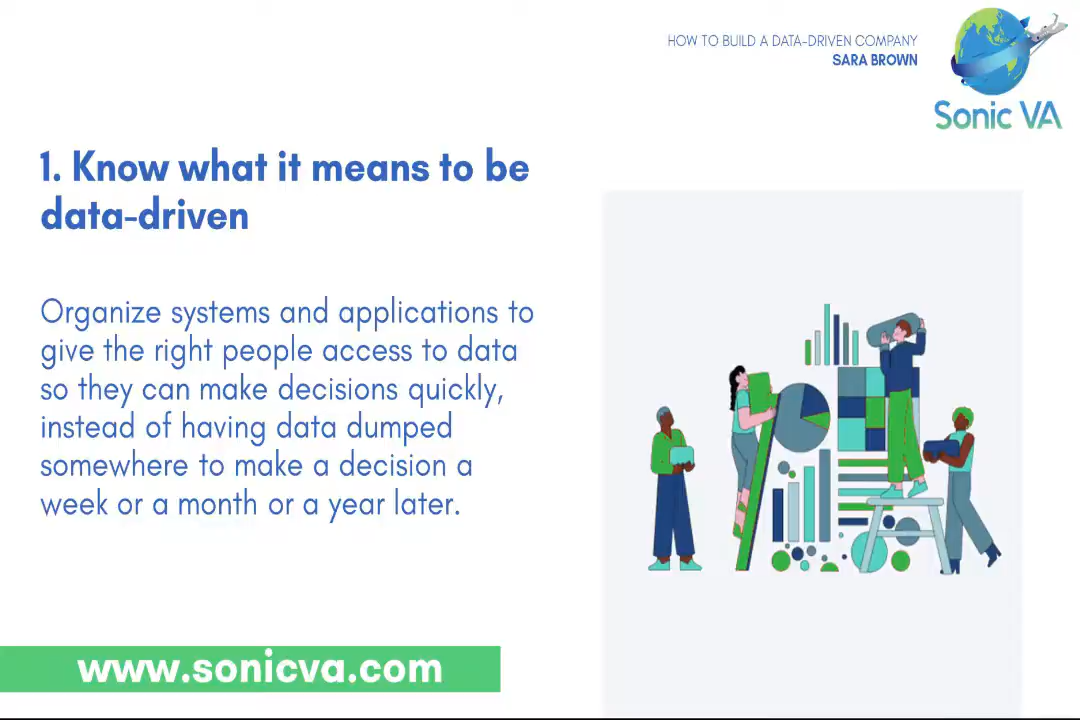 HOW TO BUILD A DATA-DRIVEN COMPANY
SARA BROWN
Sonic VA
1. Know what it means to be
data-driven
Organize systems and applications to
give the right people access to data
so they can make decisions quickly,
instead of having data dumped
somewhere to make a decision a
week or a month or a year later.
www.sonicva.com